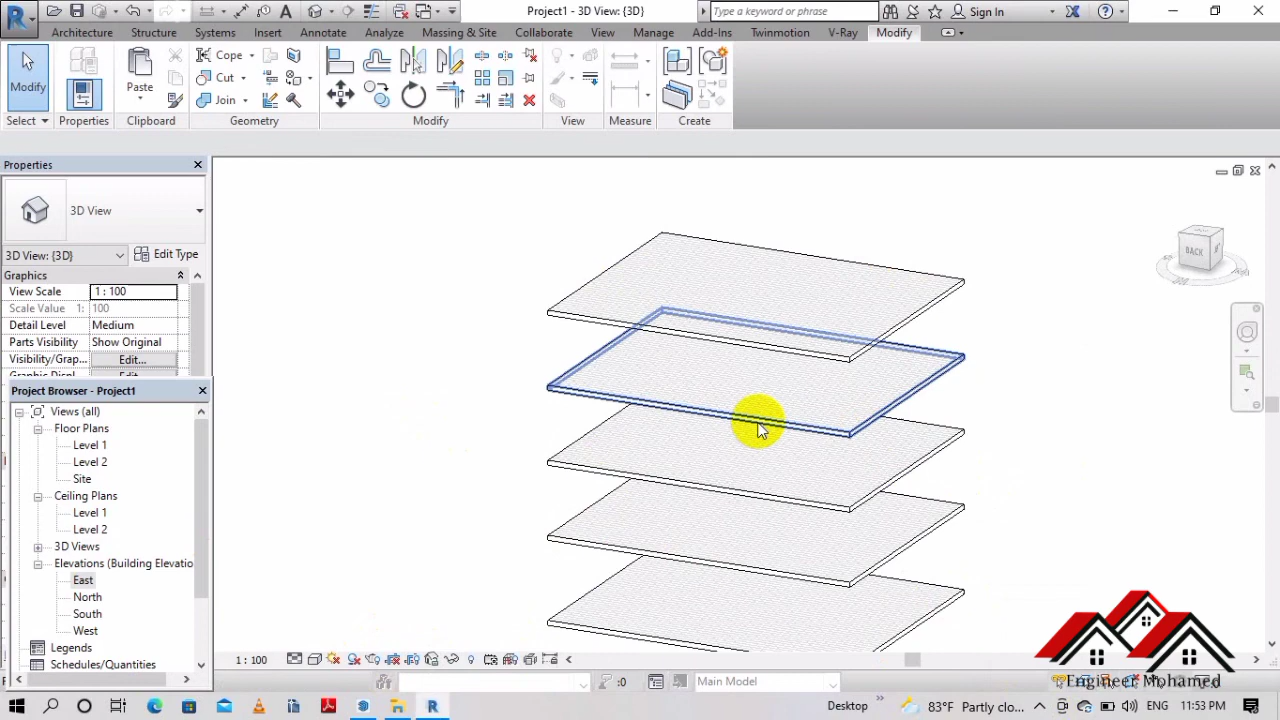 Project1 - 3D View: {3D}
Type a keyword or phrase
Sign In
Architecture Structure Systems Insert Annotate Analyze Massing & Site Collaborate View Manage Add-Ins Twinmotion V-Ray Modify
Modify
Paste
Cope
Cut
Join
Select Properties Clipboard Geometry Modify View Measure Create
Properties
3D View
3D View: {3D} Edit Type
Graphics
View Scale 1 : 100
Scale Value 1: 100
Detail Level Medium
Parts Visibility Show Original
Visibility/Grap... Edit...
Project Browser - Project1
Views (all)
Floor Plans
Level 1
Level 2
Site
Ceiling Plans
Level 1
Level 2
3D Views
Elevations (Building Elevatio
East
North
South
West
Legends
Schedules/Quantities
BACK
1 : 100
:0
Main Model
Engineer Mohamed
Desktop
83°F Partly clo...
ENG
11:53 PM